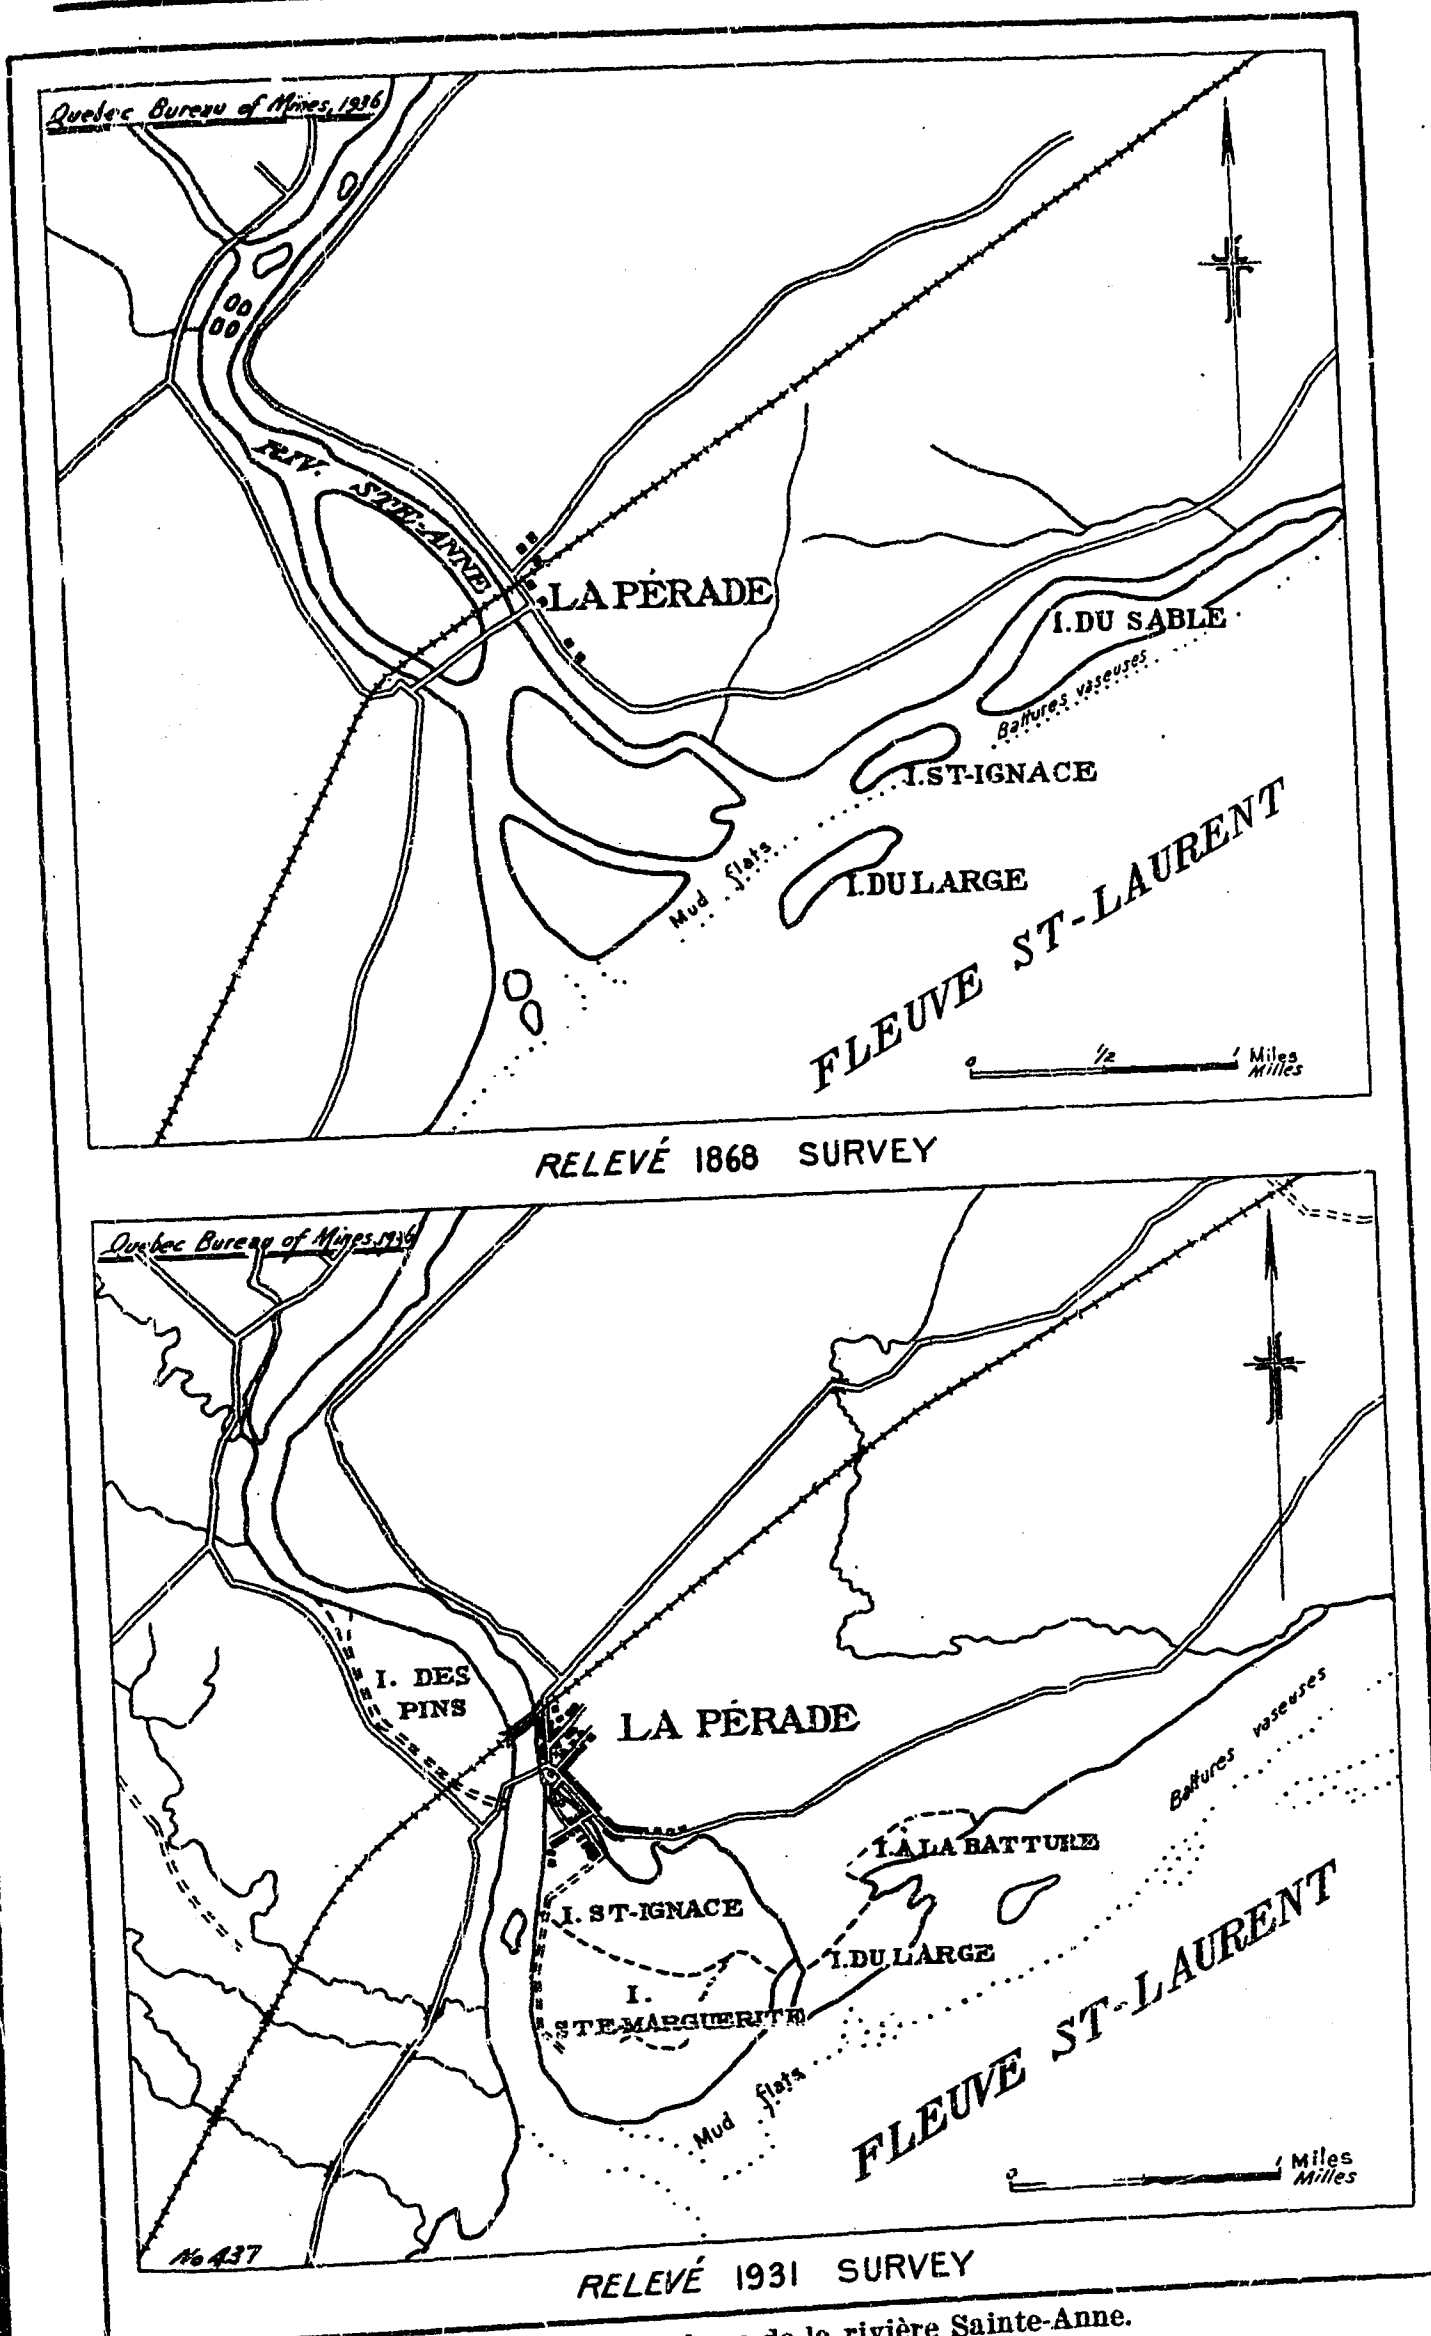 Quebec Bureau of Mines, 1936
RIV. STE-ANNE
LA PÉRADE
I. DU SABLE
Battures vaseuses
I. ST-IGNACE
Mud flats
I. DU LARGE
FLEUVE ST-LAURENT
0 1/2 1 Miles
Milles
RELEVÉ 1868 SURVEY
Quebec Bureau of Mines, 1936
I. DES
PINS
LA PÉRADE
Battures vaseuses
I. A LA BATTURE
I. ST-IGNACE
I. DU LARGE
I.
STE-MARGUERITE
Mud flats
FLEUVE ST-LAURENT
0 1 Miles
Milles
No 437
RELEVÉ 1931 SURVEY
de la rivière Sainte-Anne.